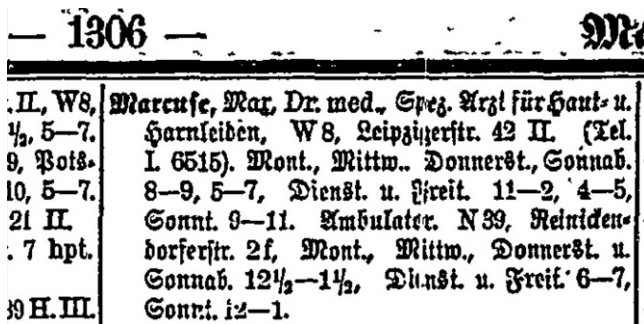 — 1306 —
II, W8,
½, 5—7.
9, Pots-
10, 5—7.
21 II.
7 hpt.
39 H. III.
Marcuse, Max, Dr. med., Spez. Arzt für Haut- u.
Harnleiden, W 8, Leipzigerstr. 42 II. (Tel.
I. 6515). Mont., Mittw., Donnerst., Sonnab.
8—9, 5—7, Dienst. u. Freit. 11—2, 4—5,
Sonnt. 9—11. Ambulator. N 39, Reinicken-
dorferstr. 2f, Mont., Mittw., Donnerst. u.
Sonnab. 12½—1½, Dienst. u. Freit. 6—7,
Sonnt. 12—1.